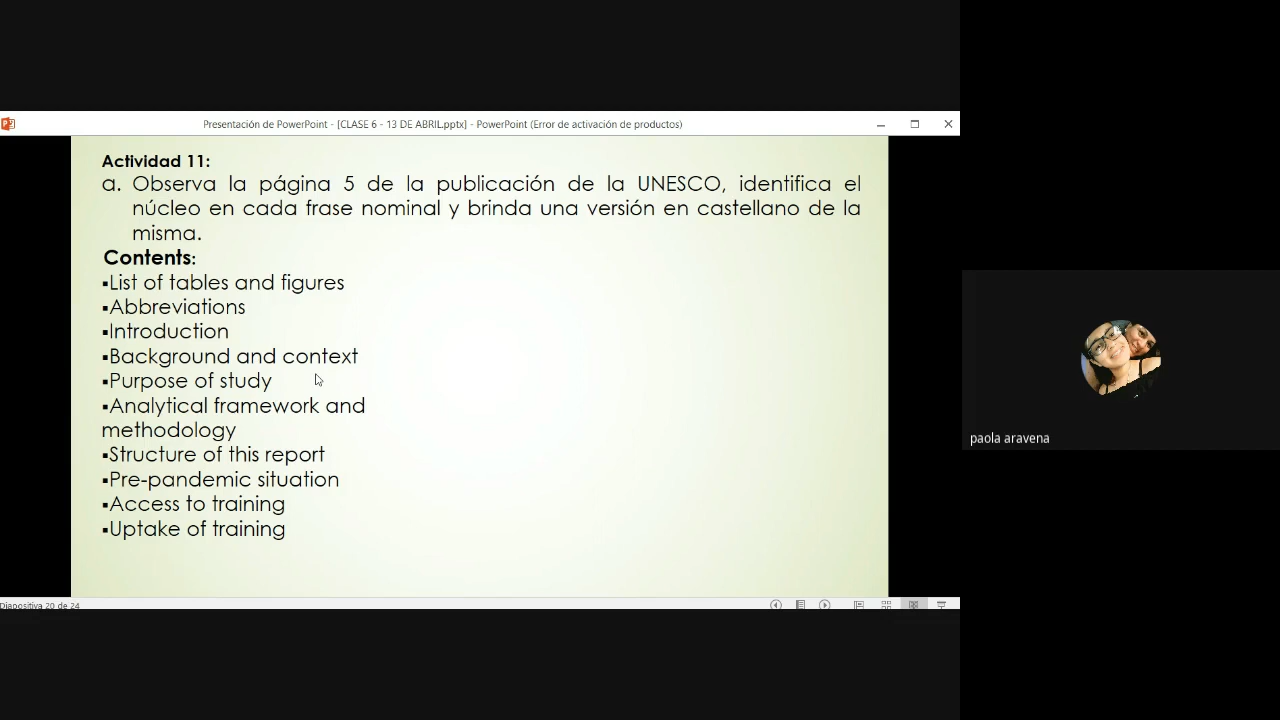 Presentación de PowerPoint - [CLASE 6 - 13 DE ABRIL.pptx] - PowerPoint (Error de activación de productos)
Actividad 11:
a. Observa la página 5 de la publicación de la UNESCO, identifica el
núcleo en cada frase nominal y brinda una versión en castellano de la
misma.
Contents:
▪List of tables and figures
▪Abbreviations
▪Introduction
▪Background and context
▪Purpose of study
▪Analytical framework and
methodology
▪Structure of this report
▪Pre-pandemic situation
▪Access to training
▪Uptake of training
paola aravena
Diapositiva 20 de 24